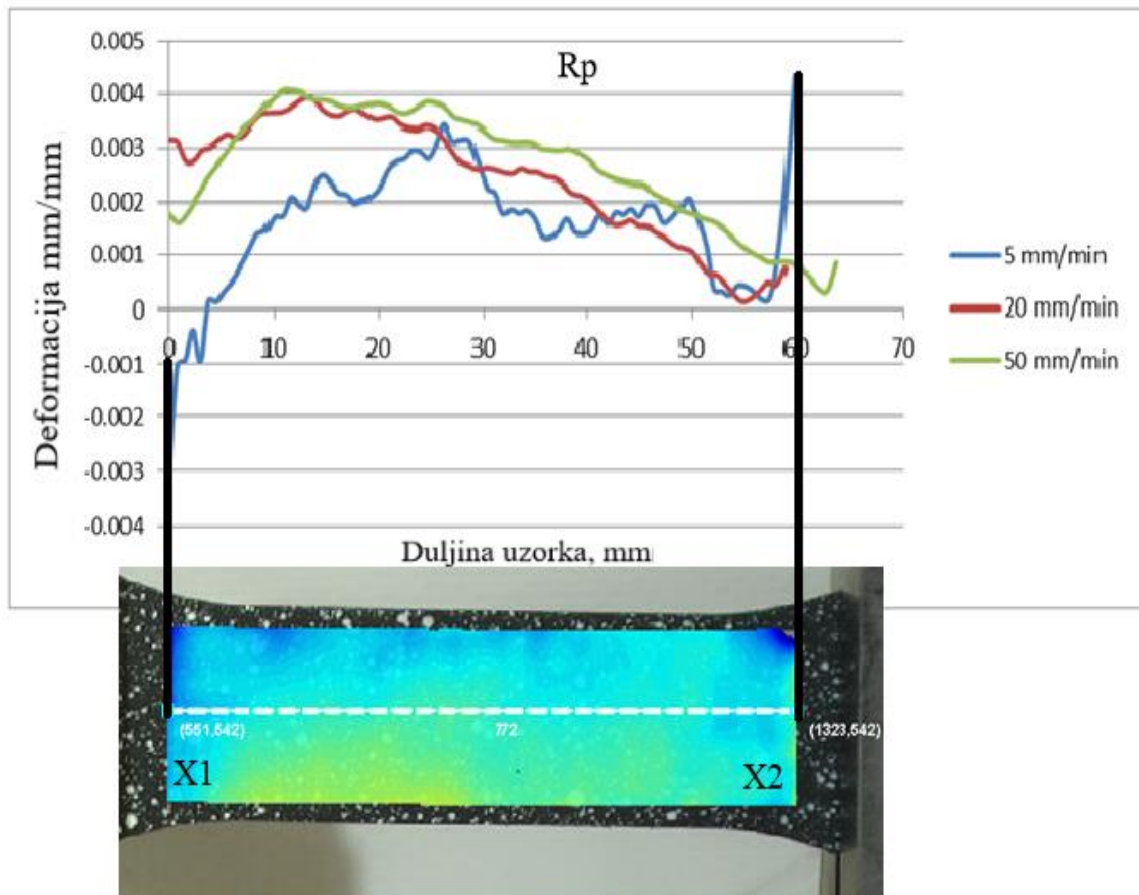 0.005
Rp
0.004
0.003
0.002
0.001
0
-0.001
-0.002
-0.003
-0.004
Deformacija mm/mm
0 10 20 30 40 50 60 70
5 mm/min
20 mm/min
50 mm/min
Duljina uzorka, mm
(551,542) 772 (1323,542)
X1 X2